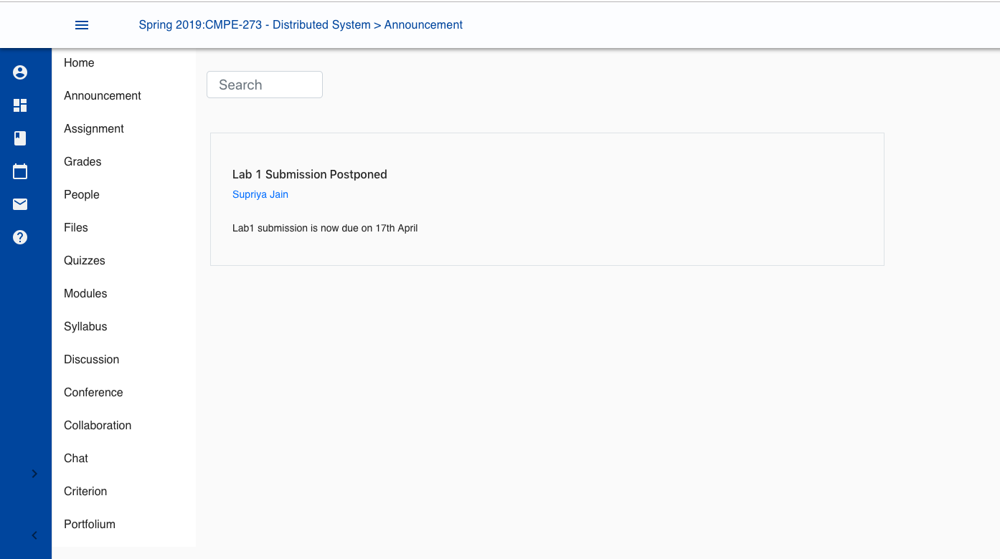 Spring 2019:CMPE-273 - Distributed System > Announcement
Home
Announcement
Assignment
Grades
People
Files
Quizzes
Modules
Syllabus
Discussion
Conference
Collaboration
Chat
Criterion
Portfolium
Search
Lab 1 Submission Postponed
Supriya Jain
Lab1 submission is now due on 17th April